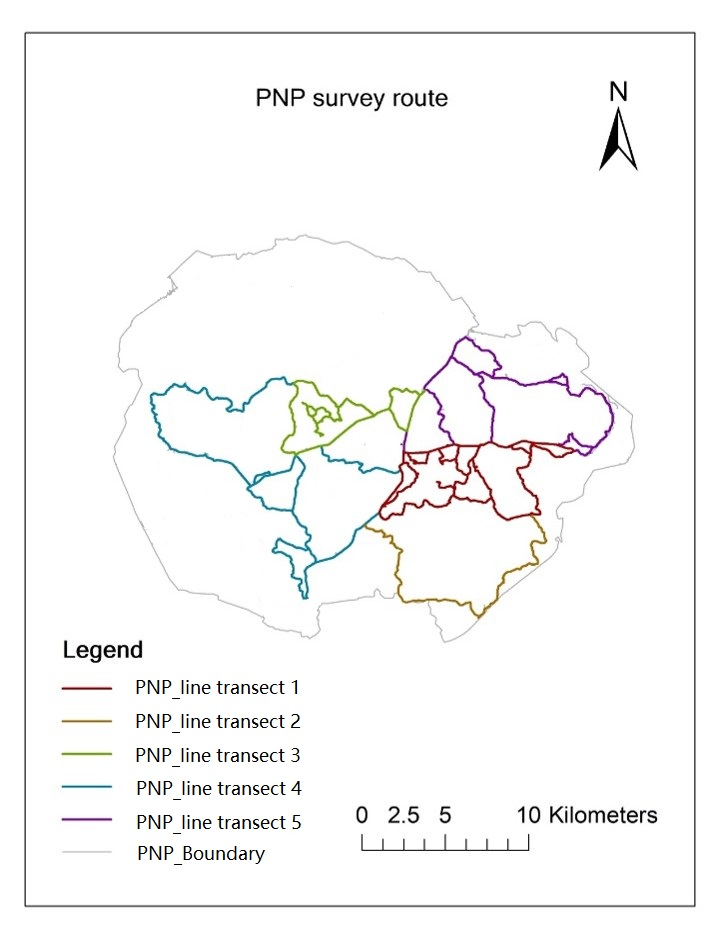 PNP survey route
N
Legend
PNP_line transect 1
PNP_line transect 2
PNP_line transect 3
PNP_line transect 4
PNP_line transect 5
PNP_Boundary
0 2.5 5 10 Kilometers